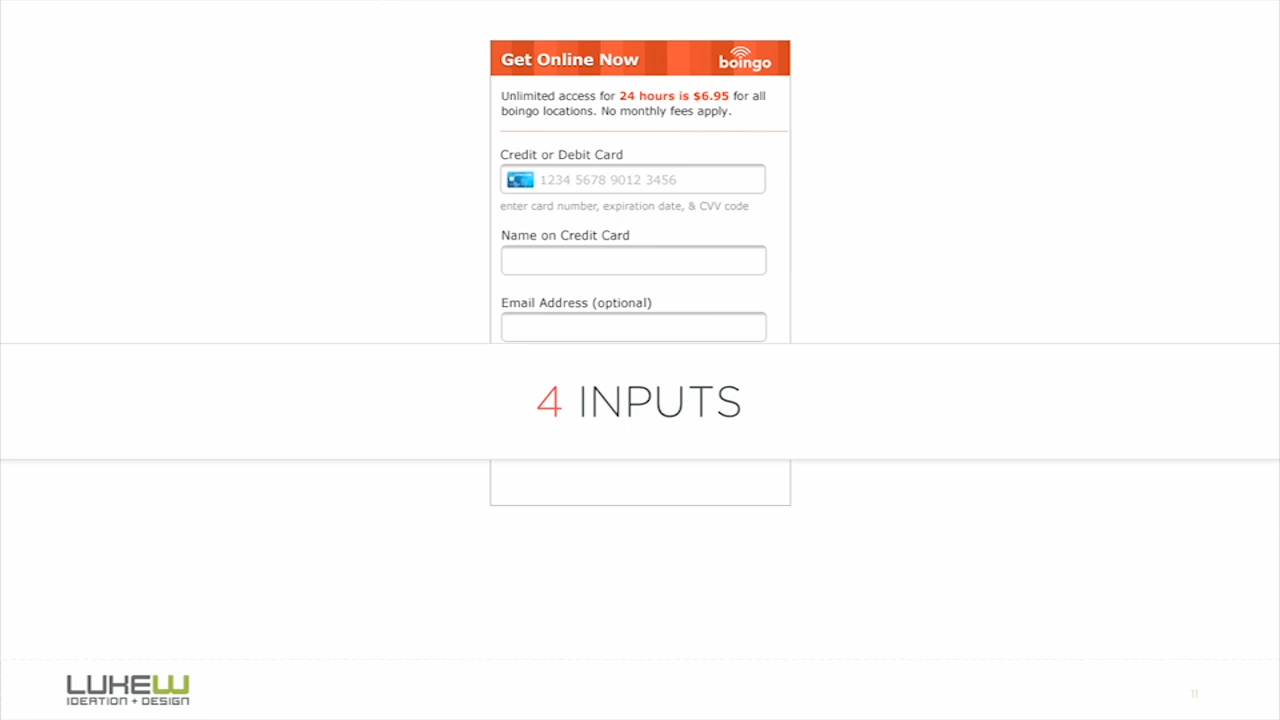 Get Online Now
boingo
Unlimited access for 24 hours is $6.95 for all
boingo locations. No monthly fees apply.
Credit or Debit Card
1234 5678 9012 3456
enter card number, expiration date, & CVV code
Name on Credit Card
Email Address (optional)
4 INPUTS
LUKEW
IDEATION + DESIGN
11